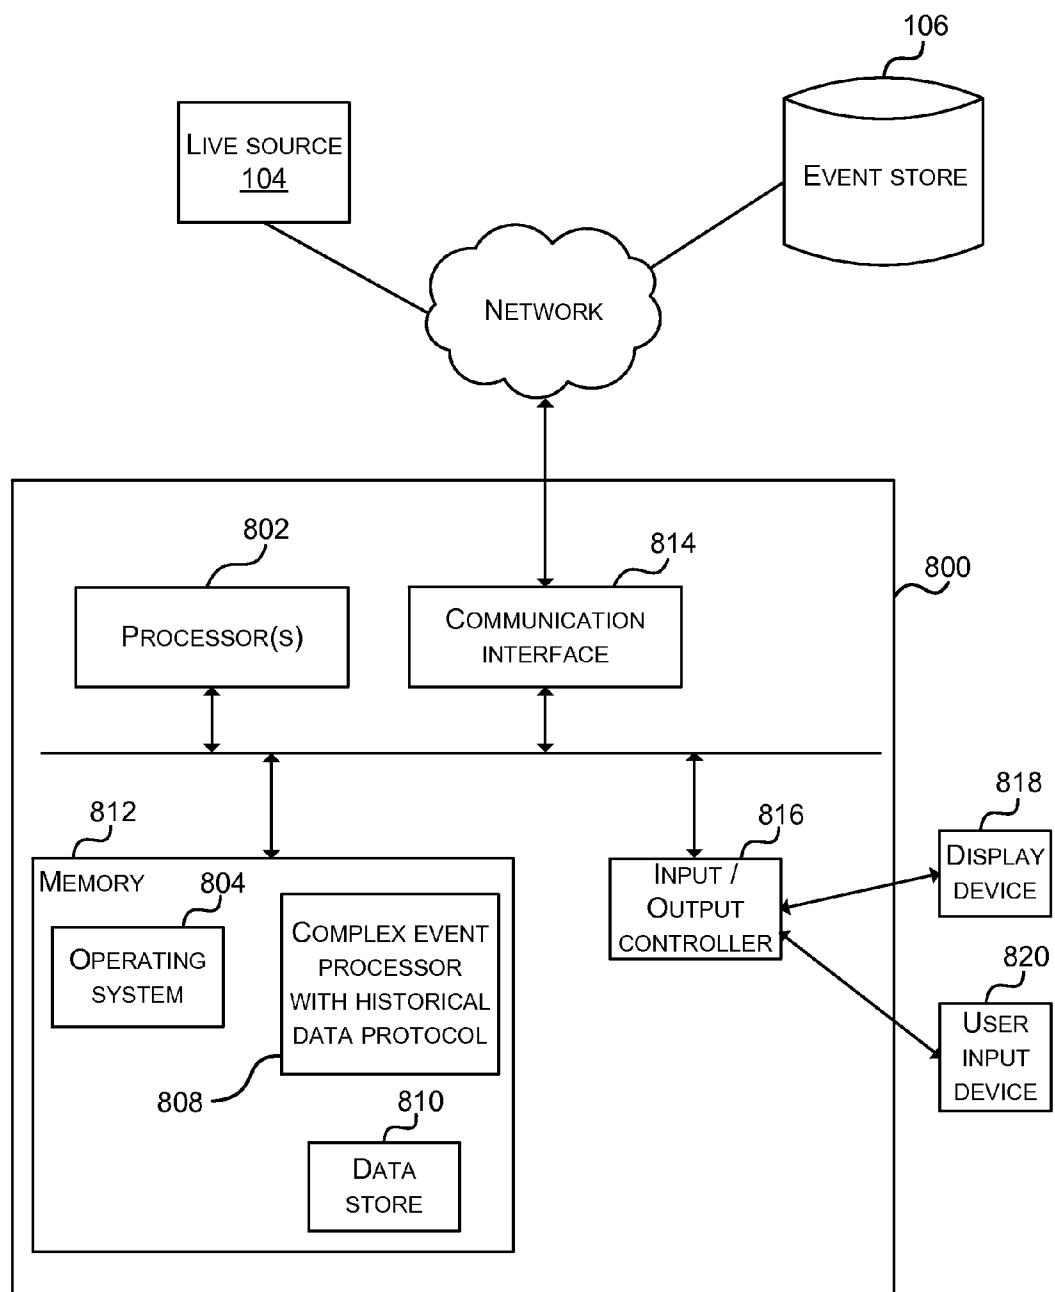 106
LIVE SOURCE
104
EVENT STORE
NETWORK
802
814
800
PROCESSOR(S)
COMMUNICATION
INTERFACE
812
816
818
MEMORY
804
OPERATING
SYSTEM
COMPLEX EVENT
PROCESSOR
WITH HISTORICAL
DATA PROTOCOL
808
810
DATA
STORE
INPUT /
OUTPUT
CONTROLLER
DISPLAY
DEVICE
820
USER
INPUT
DEVICE